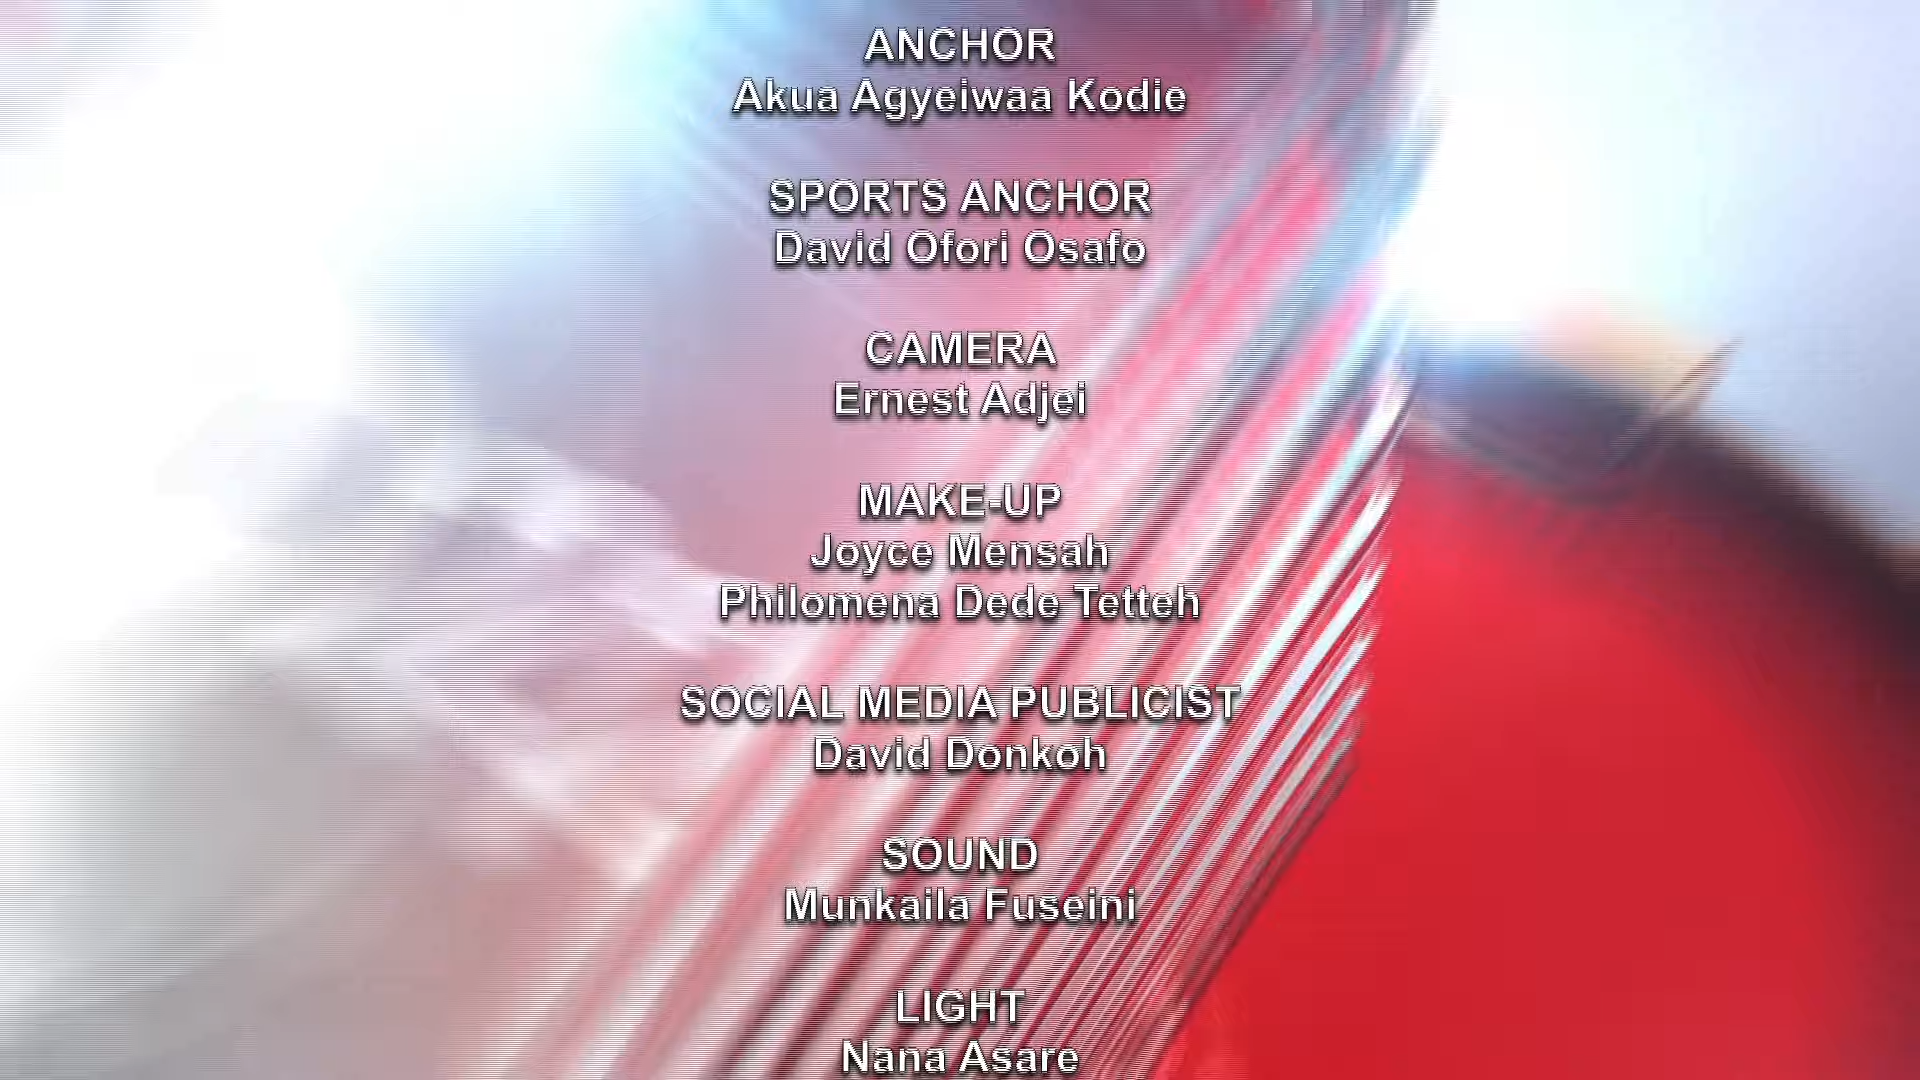 ANCHOR
Akua Agyeiwaa Kodie
SPORTS ANCHOR
David Ofori Osafo
CAMERA
Ernest Adjei
MAKE-UP
Joyce Mensah
Philomena Dede Tetteh
SOCIAL MEDIA PUBLICIST
David Donkoh
SOUND
Munkaila Fuseini
LIGHT
Nana Asare